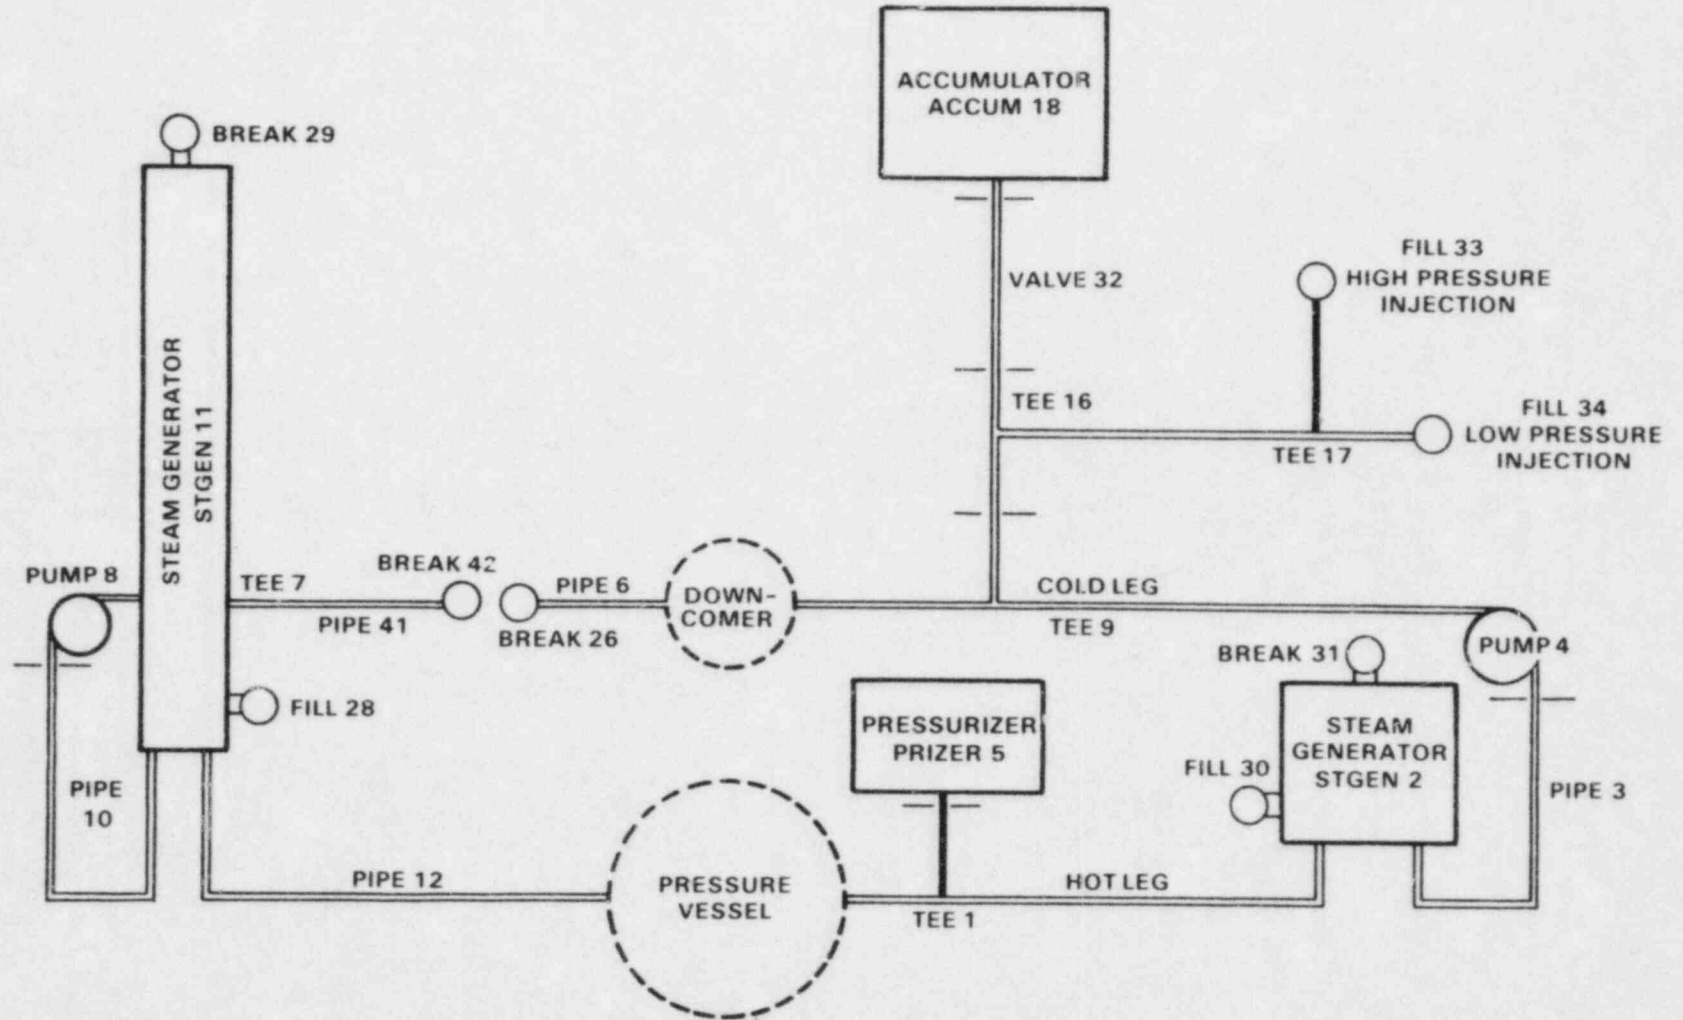 ACCUMULATOR
ACCUM 18
BREAK 29
FILL 33
HIGH PRESSURE
INJECTION
VALVE 32
TEE 16
FILL 34
LOW PRESSURE
INJECTION
TEE 17
STEAM GENERATOR
STGEN 11
PUMP 8
TEE 7
BREAK 42
PIPE 6
DOWN-
COMER
COLD LEG
PIPE 41
BREAK 26
TEE 9
PUMP 4
BREAK 31
FILL 28
PRESSURIZER
PRIZER 5
STEAM
GENERATOR
STGEN 2
FILL 30
PIPE
10
PIPE 3
PIPE 12
PRESSURE
VESSEL
HOT LEG
TEE 1